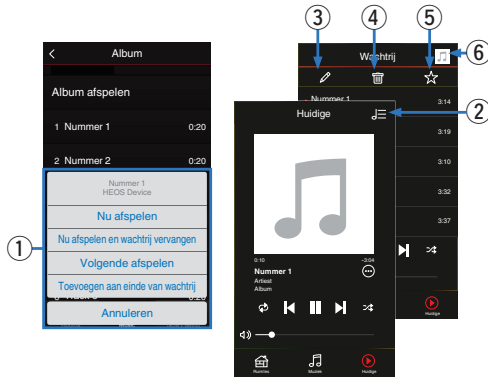 Album
Album afspelen
1 Nummer 1 0:20
2 Nummer 2 0:20
Nummer 1
HEOS Device
Nu afspelen
Nu afspelen en wachtrij vervangen
Volgende afspelen
Toevoegen aan einde van wachtrij
Annuleren
1
3
4
5
6
Wachtrij
Nummer 1 3:14
3:19
3:10
3:32
3:37
Huidige
2
Huidige
0:10 -3:04
Nummer 1
Artiest
Album
Ruimtes Muziek Huidige